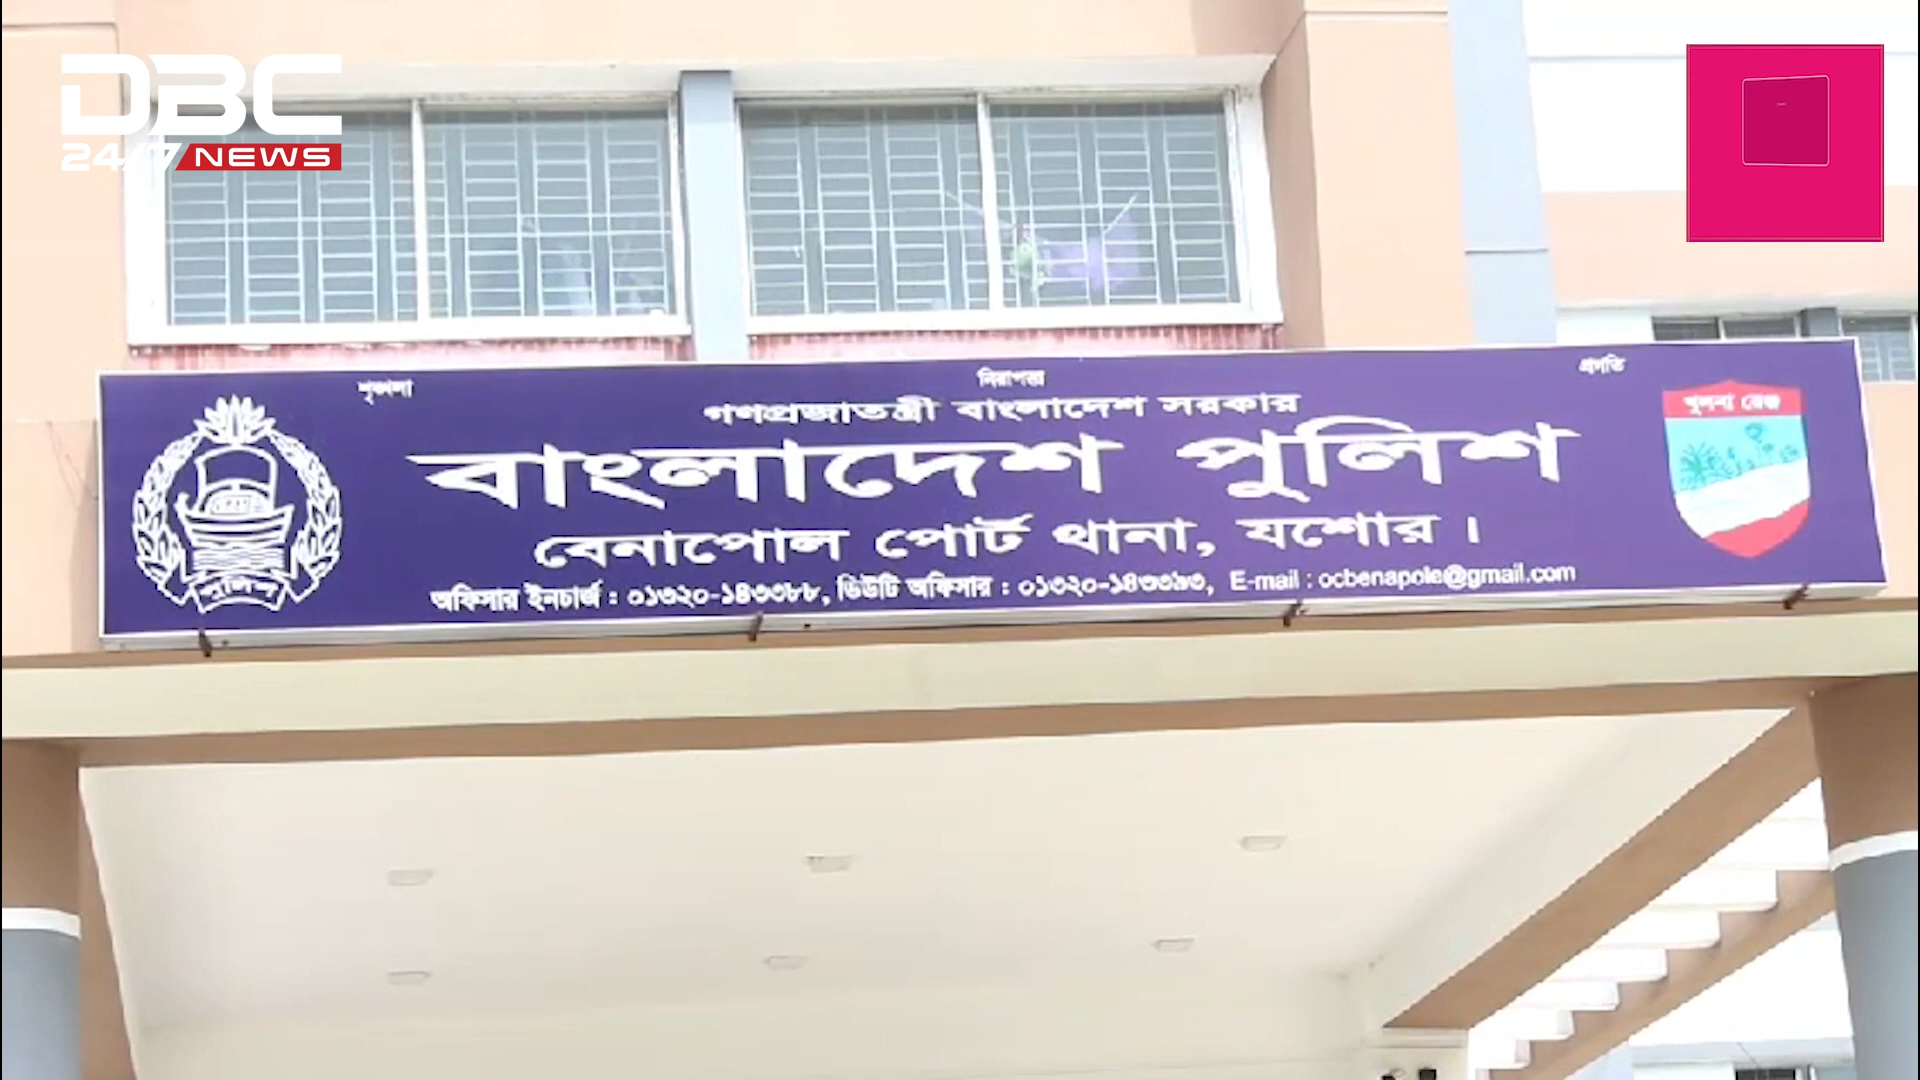 DBC
24/7 NEWS
শৃঙ্খলা নিরাপত্তা প্রগতি
গণপ্রজাতন্ত্রী বাংলাদেশ সরকার
বাংলাদেশ পুলিশ
বেনাপোল পোর্ট থানা, যশোর ।
অফিসার ইনচার্জ : ০১৩২০-১৪৩৩৮৮, ডিউটি অফিসার : ০১৩২০-১৪৩৩৯৩, E-mail : ocbenapole@gmail.com
পুলিশ
খুলনা রেঞ্জ